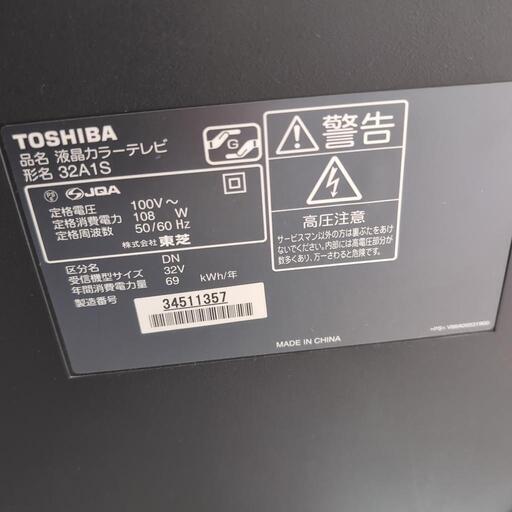 TOSHIBA
品名 液晶カラーテレビ
形名 32A1S
G
PS E JQA
定格電圧 100V～
定格消費電力 108 W
定格周波数 50/60 Hz
株式会社 東芝
区分名 DN
受信機型サイズ 32V
年間消費電力量 69 kWh/年
製造番号 34511357
警告
高圧注意
サービスマン以外の方は裏ぶたをあけ
ないでください。内部には高電圧部分が
数多くあり、万一さわると危険です。
MADE IN CHINA